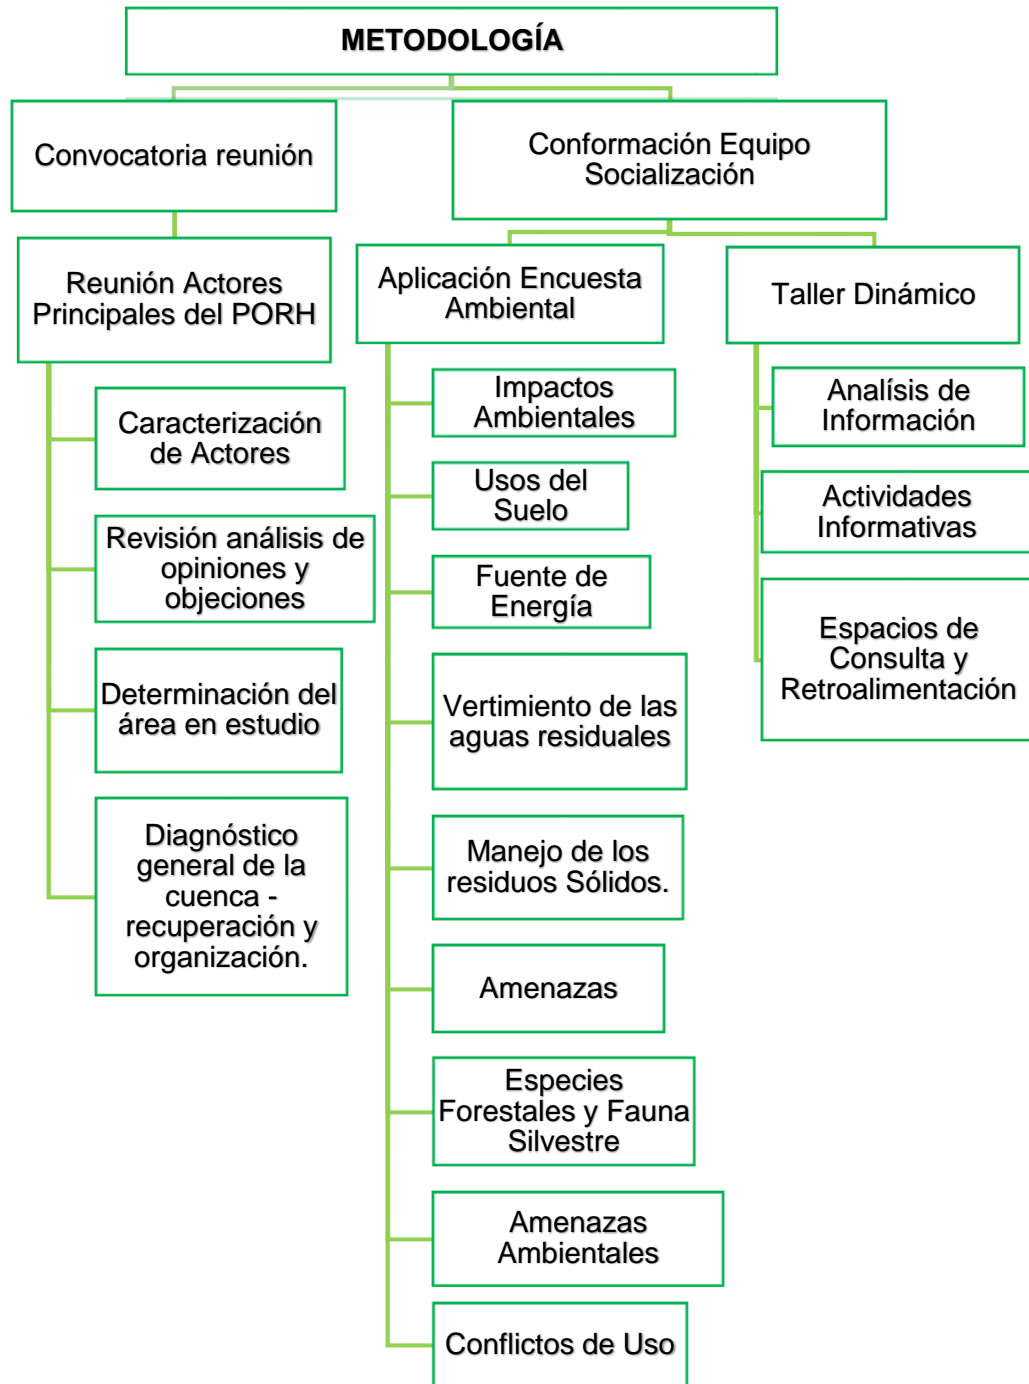 METODOLOGÍA
Convocatoria reunión
Conformación Equipo
Socialización
Reunión Actores
Principales del PORH
Caracterización
de Actores
Revisión análisis de
opiniones y
objeciones
Determinación del
área en estudio
Diagnóstico
general de la
cuenca -
recuperación y
organización.
Aplicación Encuesta
Ambiental
Impactos
Ambientales
Usos del
Suelo
Fuente de
Energía
Vertimiento de las
aguas residuales
Manejo de los
residuos Sólidos.
Amenazas
Especies
Forestales y Fauna
Silvestre
Amenazas
Ambientales
Conflictos de Uso
Taller Dinámico
Analísis de
Información
Actividades
Informativas
Espacios de
Consulta y
Retroalimentación